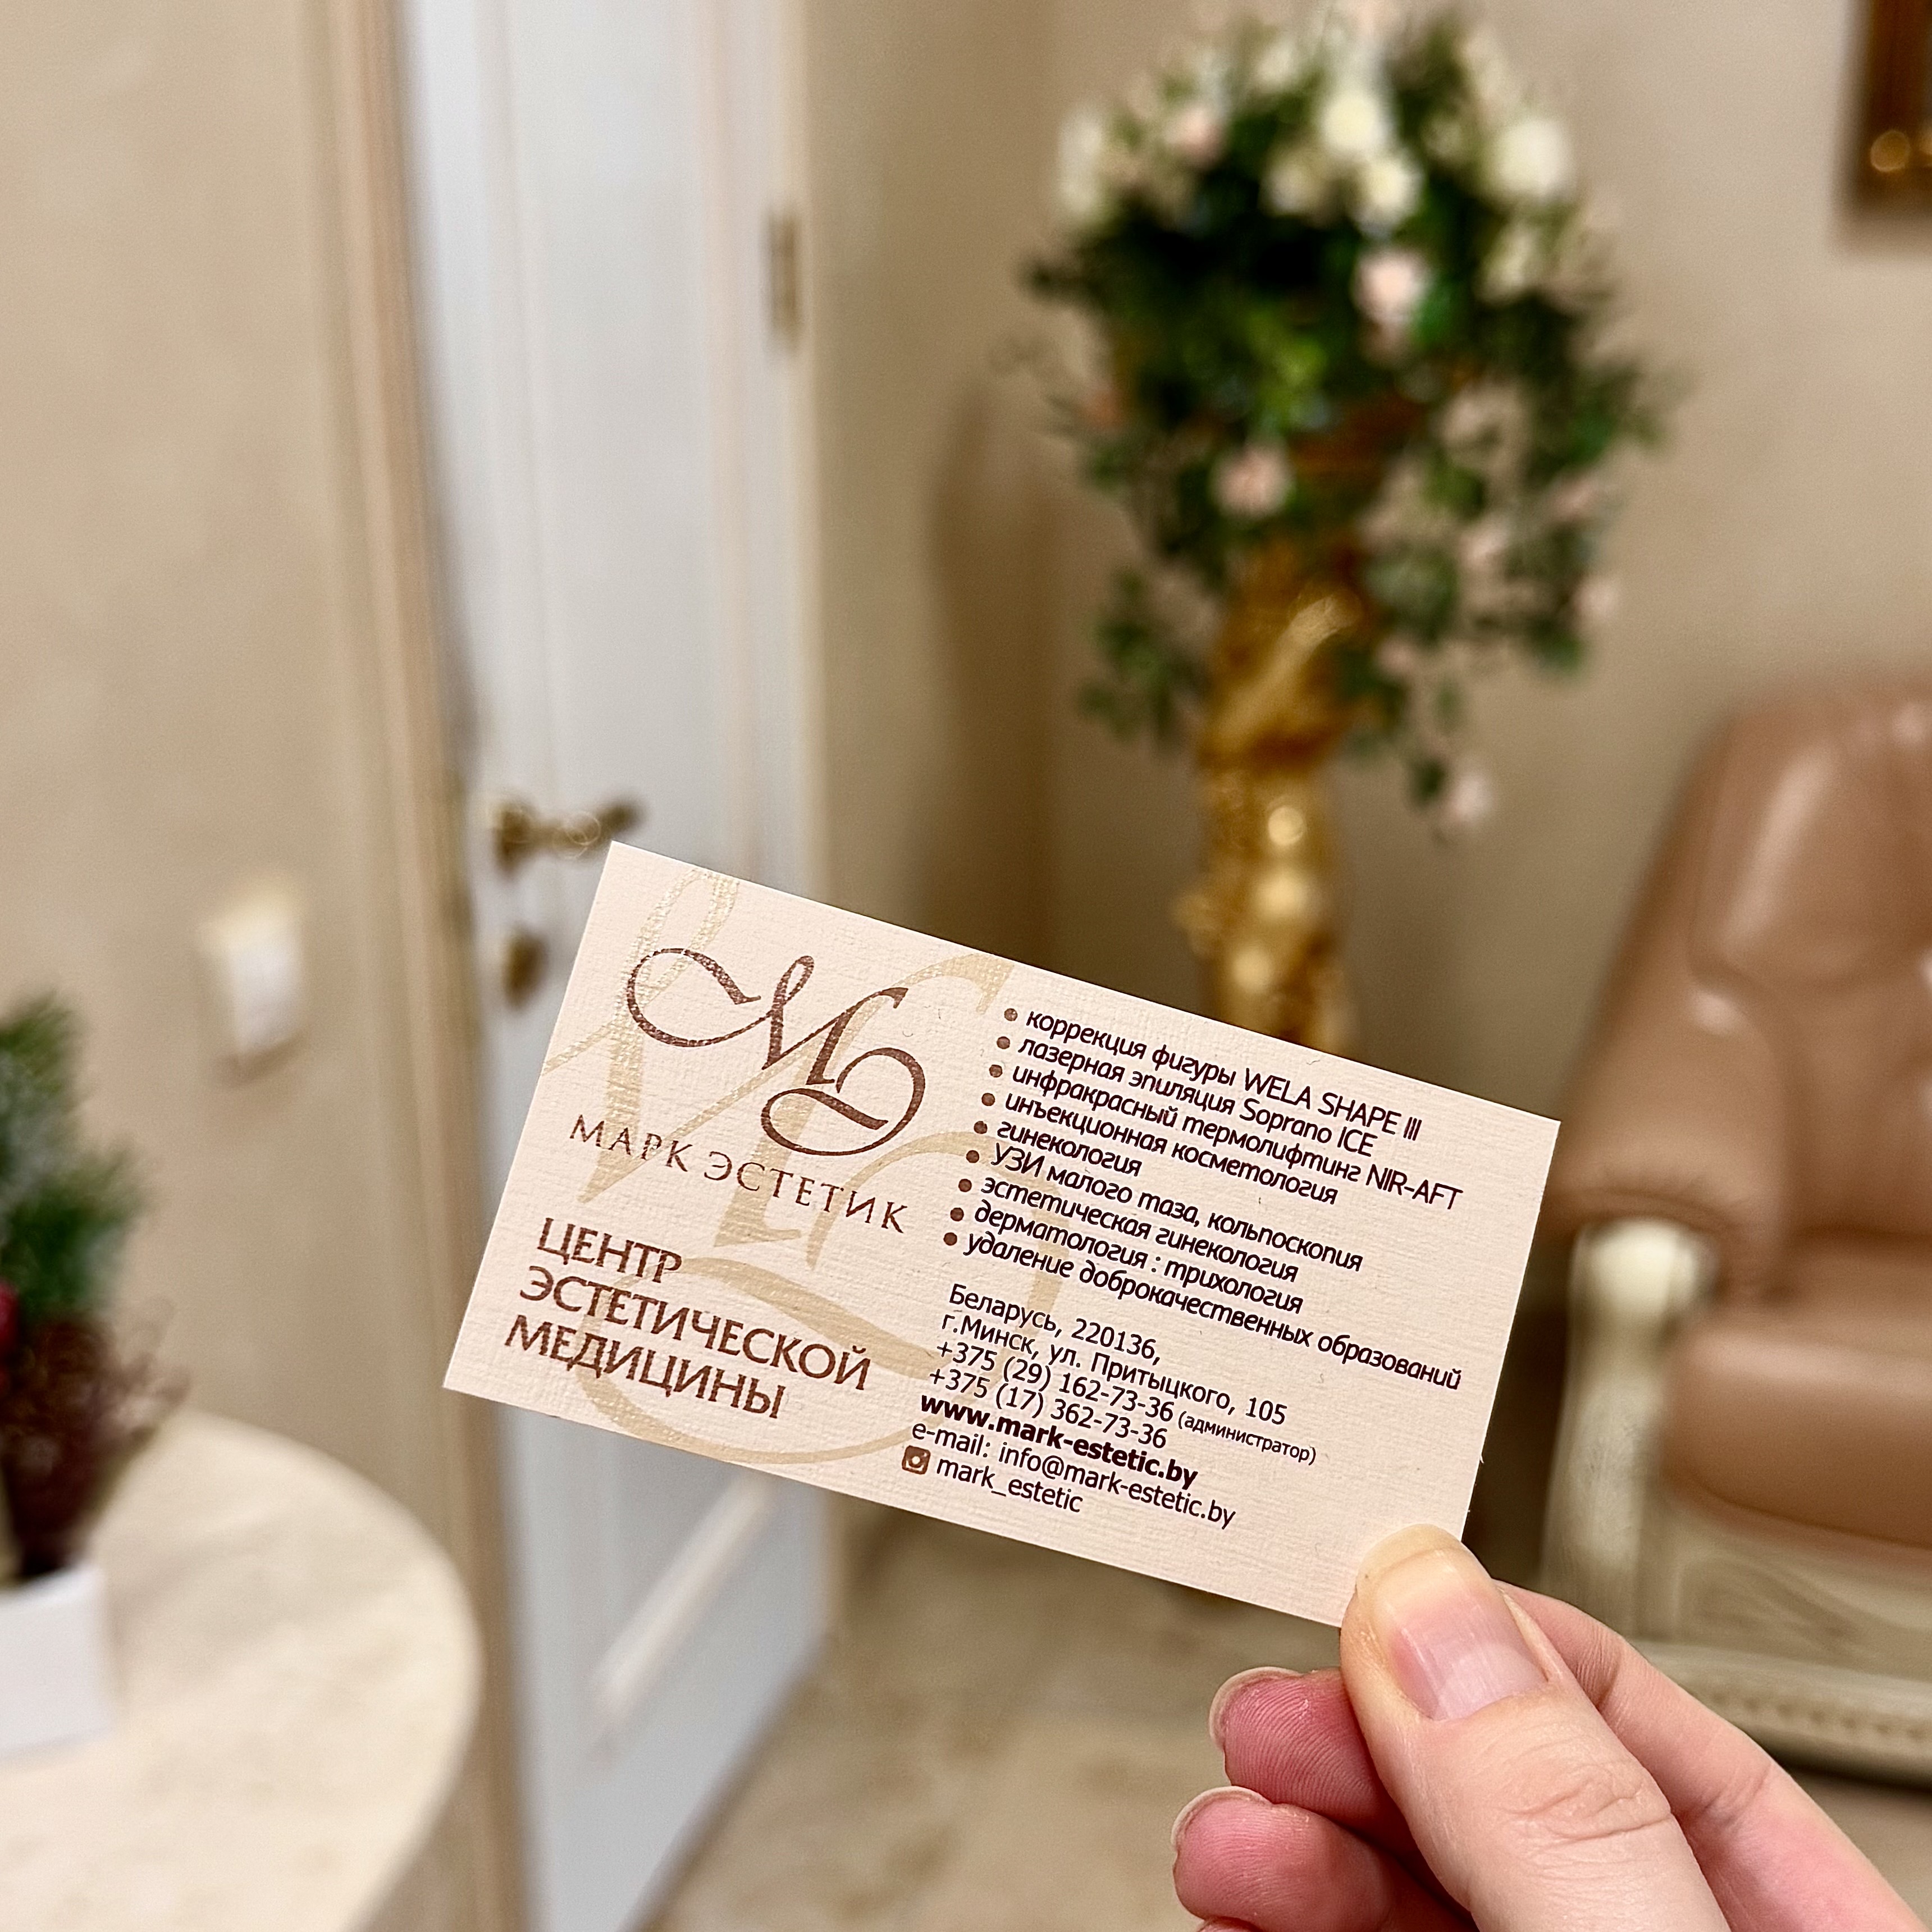 МАРК ЭСТЕТИК
ЦЕНТР
ЭСТЕТИЧЕСКОЙ
МЕДИЦИНЫ
• коррекция фигуры WELA SHAPE III
• лазерная эпиляция Soprano ICE
• инфракрасный термолифтинг NIR-AFT
• инъекционная косметология
• гинекология
• УЗИ малого таза, кольпоскопия
• эстетическая гинекология
• дерматология : трихология
• удаление доброкачественных образований
Беларусь, 220136,
г.Минск, ул. Притыцкого, 105
+375 (29) 162-73-36 (администратор)
+375 (17) 362-73-36
www.mark-estetic.by
e-mail: info@mark-estetic.by
mark_estetic